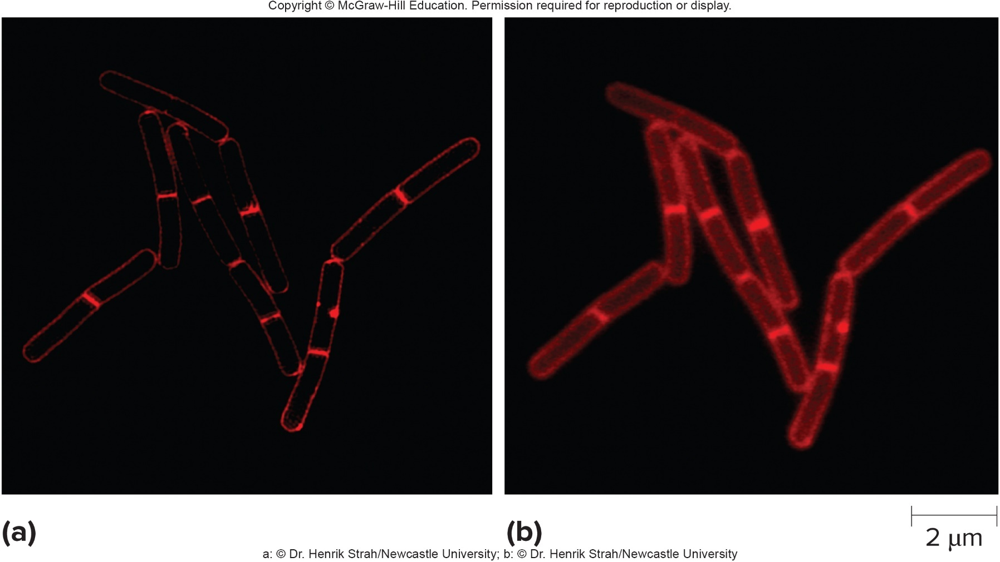 Copyright © McGraw-Hill Education. Permission required for reproduction or display.
(a)
(b)
2 μm
a: © Dr. Henrik Strah/Newcastle University; b: © Dr. Henrik Strah/Newcastle University